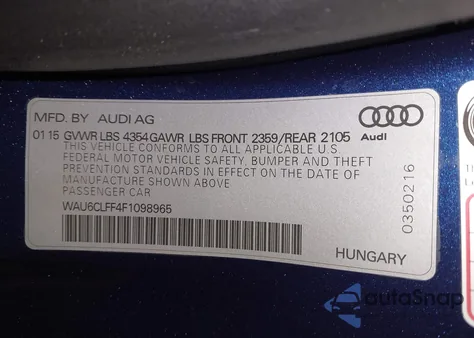 MFD. BY AUDI AG
Audi
01 15 GVWR LBS 4354 GAWR LBS FRONT 2359/REAR 2105
THIS VEHICLE CONFORMS TO ALL APPLICABLE U.S
FEDERAL MOTOR VEHICLE SAFETY, BUMPER AND THEFT
PREVENTION STANDARDS IN EFFECT ON THE DATE OF
MANUFACTURE SHOWN ABOVE
PASSENGER CAR
WAU6CLFF4F1098965
0350216
HUNGARY
autoSnap